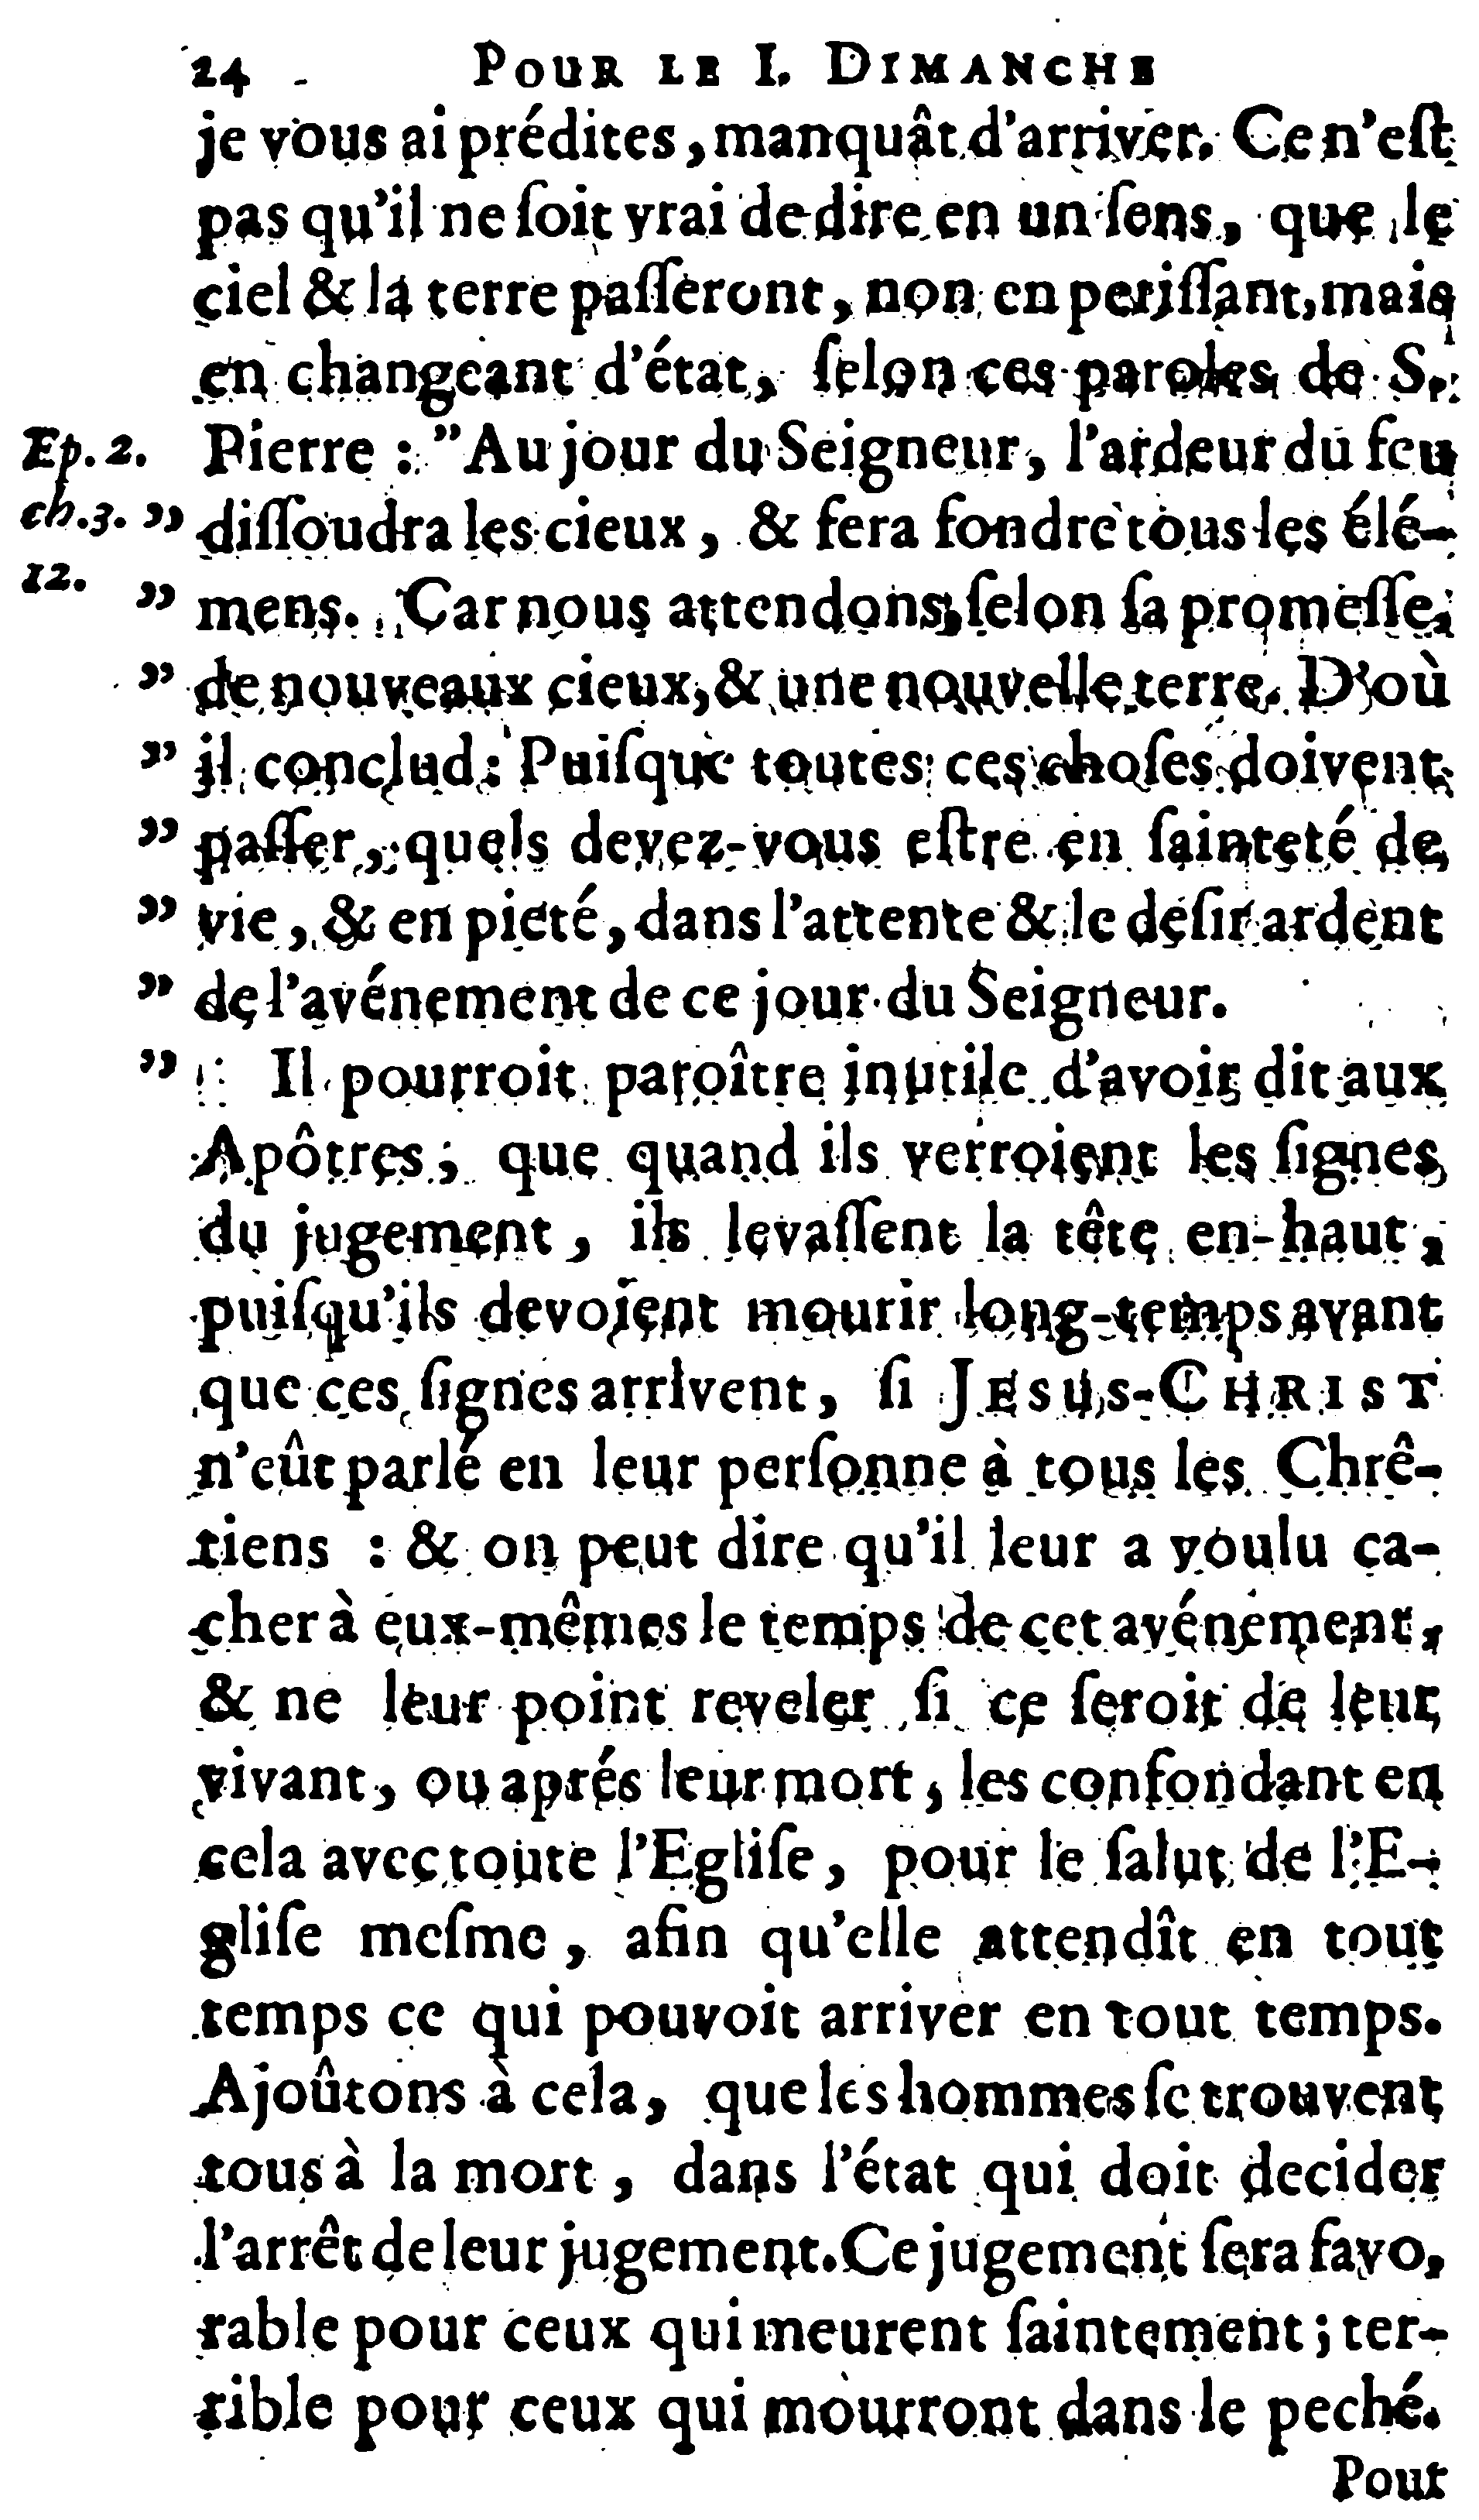 24 POUR LE I. DIMANCHE
je vous ai prédites, manquât d'arriver. Ce n'eſt
pas qu'il ne ſoit vrai de dire en un ſens, que le
ciel & la terre paſſeront, non en periſſant, mais
en changeant d'état, ſelon ces paroles de S.
Ep. 2. Pierre : "Au jour du Seigneur, l'ardeur du feu
ch. 3. " diſſoudra les cieux, & fera fondre tous les élé-
12. " mens. Car nous attendons, ſelon ſa promeſſe,
" de nouveaux cieux, & une nouvelle terre. D'où
" il conclud : Puiſque toutes ces choſes doivent
" paſſer, quels devez-vous eſtre en ſainteté de
" vie, & en pieté, dans l'attente & le déſir ardent
" de l'avénement de ce jour du Seigneur.
" Il pourroit paroître inutile d'avoir dit aux
Apôtres ; que quand ils verroient les ſignes
du jugement, ils levaſſent la tête en-haut ;
puiſqu'ils devoient mourir long-temps avant
que ces ſignes arrivent, ſi JESUS-CHRIST
n'eût parlé en leur perſonne à tous les Chrê-
tiens : & on peut dire qu'il leur a voulu ca-
cher à eux-mêmes le temps de cet avénement,
& ne leur point reveler ſi ce ſeroit de leur
vivant, ou aprés leur mort, les confondant en
cela avec toute l'Egliſe, pour le ſalut de l'E-
gliſe meſme, afin qu'elle attendît en tout
temps ce qui pouvoit arriver en tout temps.
Ajoûtons à cela, que les hommes ſe trouvent
tous à la mort, dans l'état qui doit decider
l'arrêt de leur jugement. Ce jugement ſera favo,
rable pour ceux qui meurent ſaintement ; ter-
rible pour ceux qui mourront dans le peché.
Pour